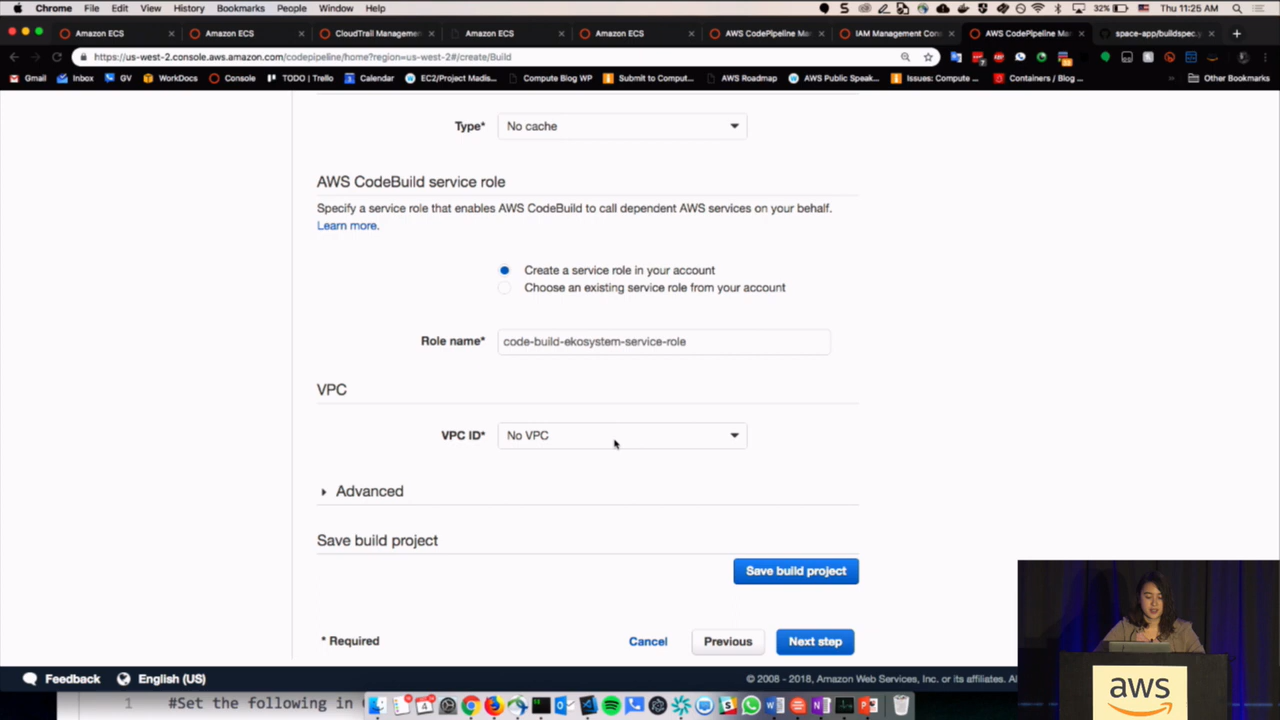 Chrome File Edit View History Bookmarks People Window Help
32% Thu 11:25 AM
Amazon ECS
Amazon ECS
CloudTrail Managemen
Amazon ECS
Amazon ECS
AWS CodePipeline Ma
IAM Management Con
AWS CodePipeline Ma
space-app/buildspec.y
https://us-west-2.console.aws.amazon.com/codepipeline/home?region=us-west-2#/create/Build
Gmail Inbox GV WorkDocs Console TODO | Trello Calendar EC2/Project Madis... Compute Blog WP Submit to Comput... AWS Roadmap AWS Public Speak... Issues: Compute ... Containers / Blog ... » Other Bookmarks
Type* No cache
AWS CodeBuild service role
Specify a service role that enables AWS CodeBuild to call dependent AWS services on your behalf.
Learn more.
Create a service role in your account
Choose an existing service role from your account
Role name* code-build-ekosystem-service-role
VPC
VPC ID* No VPC
Advanced
Save build project
Save build project
* Required Cancel Previous Next step
Feedback English (US) © 2008 - 2018, Amazon Web Services, Inc. or its affiliates. Al
1 #Set the following in
aws